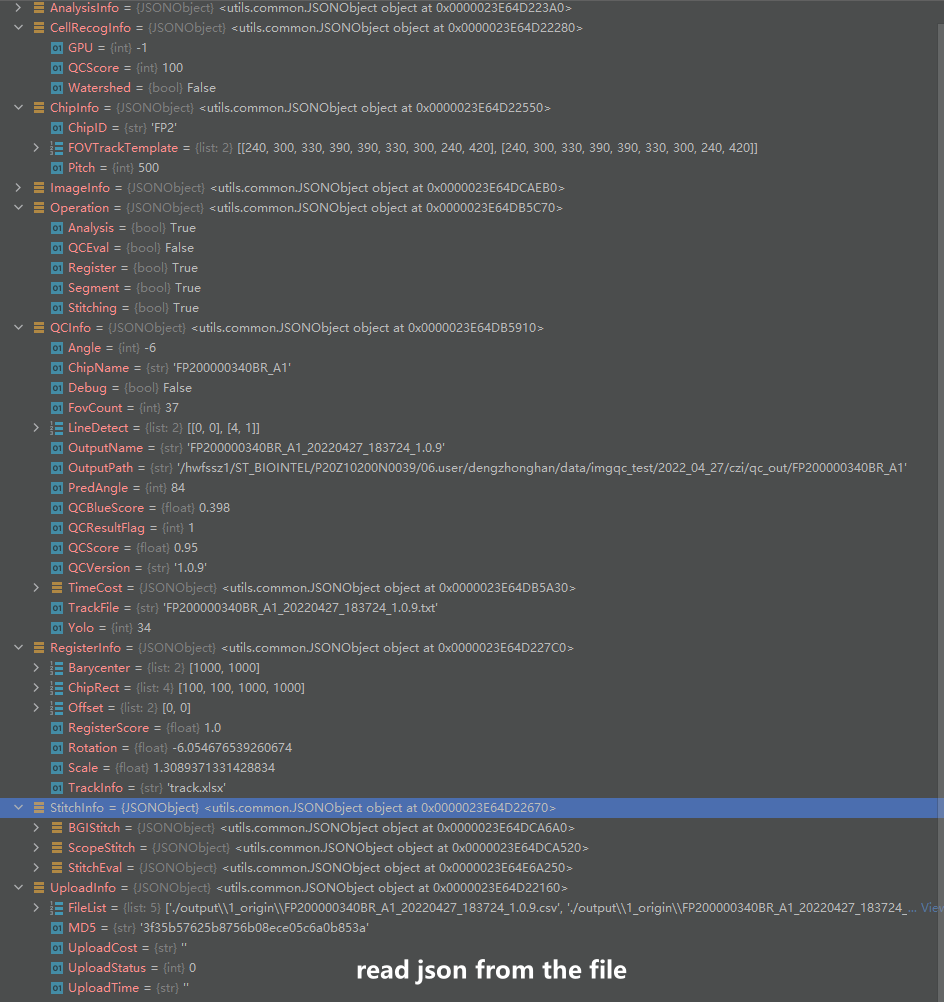 AnalysisInfo = {JSONObject} <utils.common.JSONObject object at 0x0000023E64D223A0>
CellRecogInfo = {JSONObject} <utils.common.JSONObject object at 0x0000023E64D22280>
01 GPU = {int} -1
01 QCScore = {int} 100
01 Watershed = {bool} False
ChipInfo = {JSONObject} <utils.common.JSONObject object at 0x0000023E64D22550>
01 ChipID = {str} 'FP2'
FOVTrackTemplate = {list: 2} [[240, 300, 330, 390, 390, 330, 300, 240, 420], [240, 300, 330, 390, 390, 330, 300, 240, 420]]
01 Pitch = {int} 500
ImageInfo = {JSONObject} <utils.common.JSONObject object at 0x0000023E64DCAEB0>
Operation = {JSONObject} <utils.common.JSONObject object at 0x0000023E64DB5C70>
01 Analysis = {bool} True
01 QCEval = {bool} False
01 Register = {bool} True
01 Segment = {bool} True
01 Stitching = {bool} True
QCInfo = {JSONObject} <utils.common.JSONObject object at 0x0000023E64DB5910>
01 Angle = {int} -6
01 ChipName = {str} 'FP200000340BR_A1'
01 Debug = {bool} False
01 FovCount = {int} 37
LineDetect = {list: 2} [[0, 0], [4, 1]]
01 OutputName = {str} 'FP200000340BR_A1_20220427_183724_1.0.9'
01 OutputPath = {str} '/hwfssz1/ST_BIOINTEL/P20Z10200N0039/06.user/dengzhonghan/data/imgqc_test/2022_04_27/czi/qc_out/FP200000340BR_A1'
01 PredAngle = {int} 84
01 QCBlueScore = {float} 0.398
01 QCResultFlag = {int} 1
01 QCScore = {float} 0.95
01 QCVersion = {str} '1.0.9'
TimeCost = {JSONObject} <utils.common.JSONObject object at 0x0000023E64DB5A30>
01 TrackFile = {str} 'FP200000340BR_A1_20220427_183724_1.0.9.txt'
01 Yolo = {int} 34
RegisterInfo = {JSONObject} <utils.common.JSONObject object at 0x0000023E64D227C0>
Barycenter = {list: 2} [1000, 1000]
ChipRect = {list: 4} [100, 100, 1000, 1000]
Offset = {list: 2} [0, 0]
01 RegisterScore = {float} 1.0
01 Rotation = {float} -6.054676539260674
01 Scale = {float} 1.3089371331428834
01 TrackInfo = {str} 'track.xlsx'
StitchInfo = {JSONObject} <utils.common.JSONObject object at 0x0000023E64D22670>
BGIStitch = {JSONObject} <utils.common.JSONObject object at 0x0000023E64DCA6A0>
ScopeStitch = {JSONObject} <utils.common.JSONObject object at 0x0000023E64DCA520>
StitchEval = {JSONObject} <utils.common.JSONObject object at 0x0000023E64E6A250>
UploadInfo = {JSONObject} <utils.common.JSONObject object at 0x0000023E64D22160>
FileList = {list: 5} ['./output\\1_origin\\FP200000340BR_A1_20220427_183724_1.0.9.csv', './output\\1_origin\\FP200000340BR_A1_20220427_183724_... View
01 MD5 = {str} '3f35b57625b8756b08ece05c6a0b853a'
01 UploadCost = {str} ''
01 UploadStatus = {int} 0
01 UploadTime = {str} ''
read json from the file